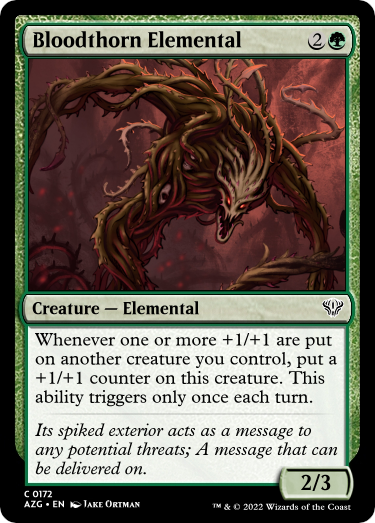 Bloodthorn Elemental 2
Creature — Elemental
Whenever one or more +1/+1 are put
on another creature you control, put a
+1/+1 counter on this creature. This
ability triggers only once each turn.
Its spiked exterior acts as a message to
any potential threats; A message that can
be delivered on.
2/3
C 0172
AZG • EN Jake Ortman
™ & © 2022 Wizards of the Coast